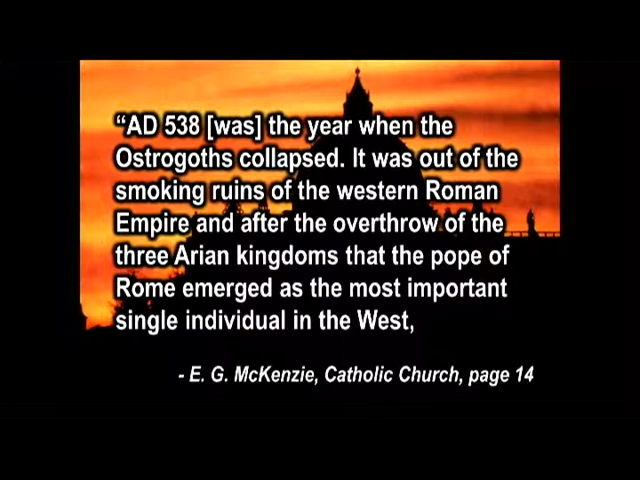 “AD 538 [was] the year when the
Ostrogoths collapsed. It was out of the
smoking ruins of the western Roman
Empire and after the overthrow of the
three Arian kingdoms that the pope of
Rome emerged as the most important
single individual in the West,
- E. G. McKenzie, Catholic Church, page 14